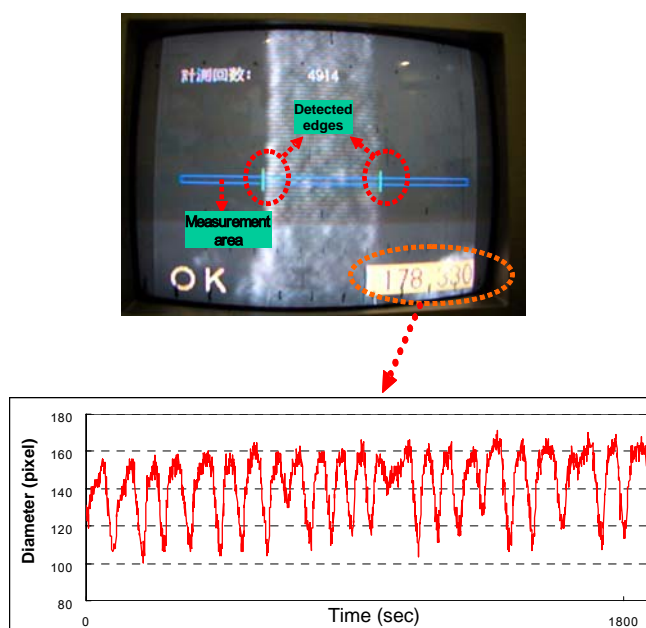 計測回数: 4914
Detected
edges
Measurement
area
OK
178,330
180
160
140
120
100
80
Diameter (pixel)
0
Time (sec)
1800